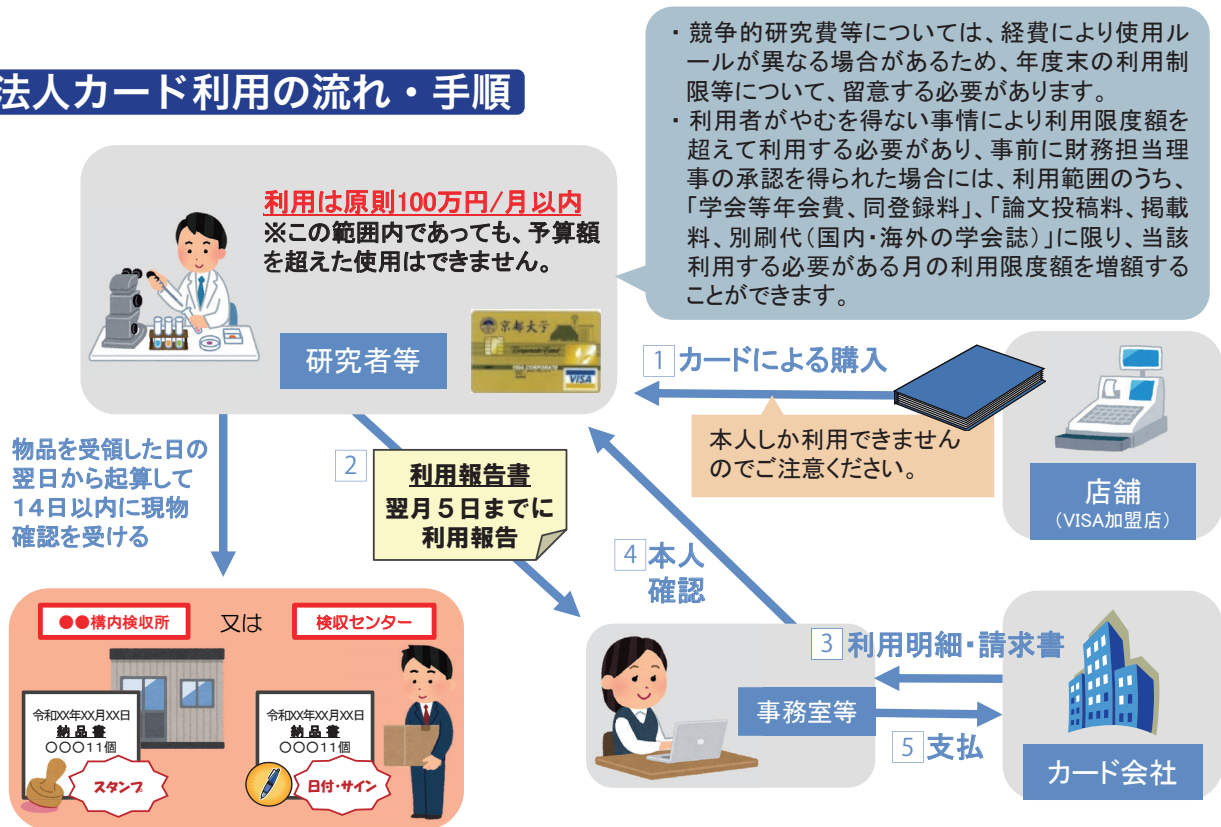 法人カード利用の流れ・手順
・競争的研究費等については、経費により使用ル
ールが異なる場合があるため、年度末の利用制
限等について、留意する必要があります。
・利用者がやむを得ない事情により利用限度額を
超えて利用する必要があり、事前に財務担当理
事の承認を得られた場合には、利用範囲のうち、
「学会等年会費、同登録料」、「論文投稿料、掲載
料、別刷代（国内・海外の学会誌）」に限り、当該
利用する必要がある月の利用限度額を増額する
ことができます。
利用は原則100万円/月以内
※この範囲内であっても、予算額
を超えた使用はできません。
研究者等
京都大学
Corporate Card
VISA CORPORATE
VISA
1 カードによる購入
本人しか利用できません
のでご注意ください。
店舗
（VISA加盟店）
物品を受領した日の
翌日から起算して
１４日以内に現物
確認を受ける
2
利用報告書
翌月５日までに
利用報告
4 本人
確認
●●構内検収所
又は
検収センター
令和XX年XX月XX日
納品書
○○○11個
スタンプ
令和XX年XX月XX日
納品書
○○○11個
日付・サイン
事務室等
3 利用明細・請求書
5 支払
カード会社